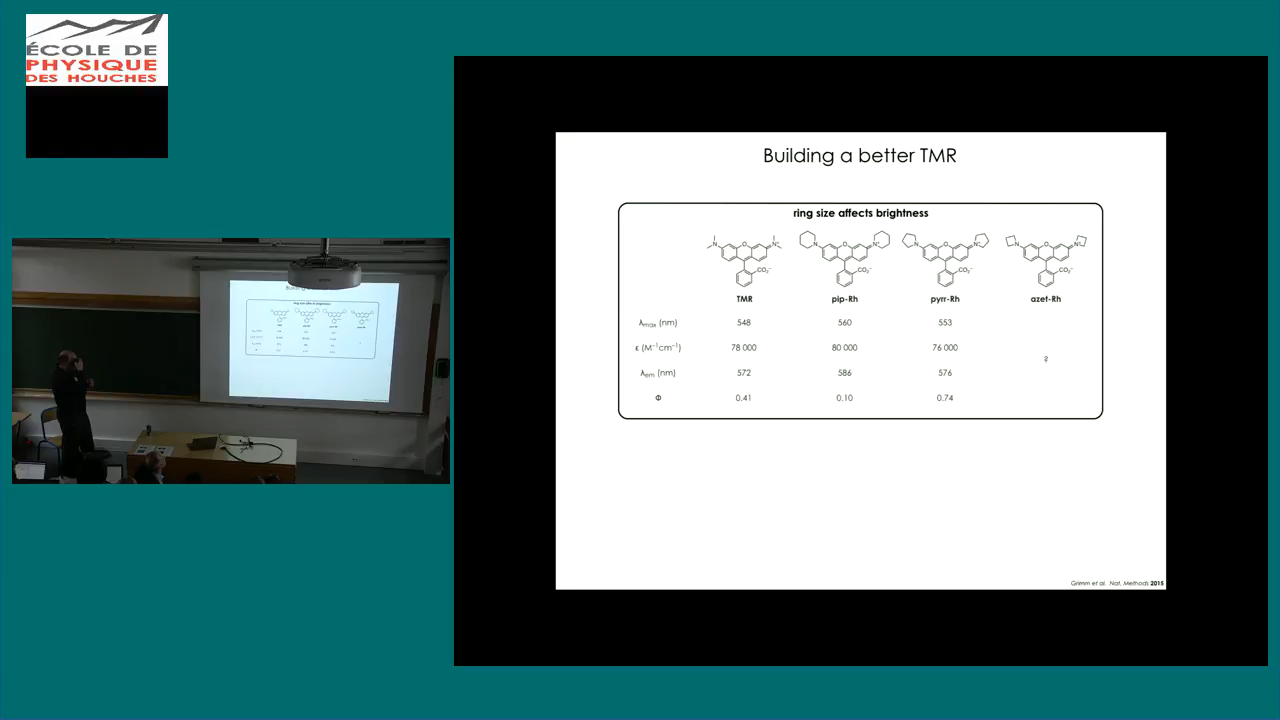 ÉCOLE DE
PHYSIQUE
DES HOUCHES
Building a better TMR
ring size affects brightness
TMR pip-Rh pyrr-Rh azet-Rh
λmax (nm) 548 560 553
ε (M⁻¹cm⁻¹) 78 000 80 000 76 000
?
λem (nm) 572 586 576
Φ 0.41 0.10 0.74
Grimm et al. Nat. Methods 2015